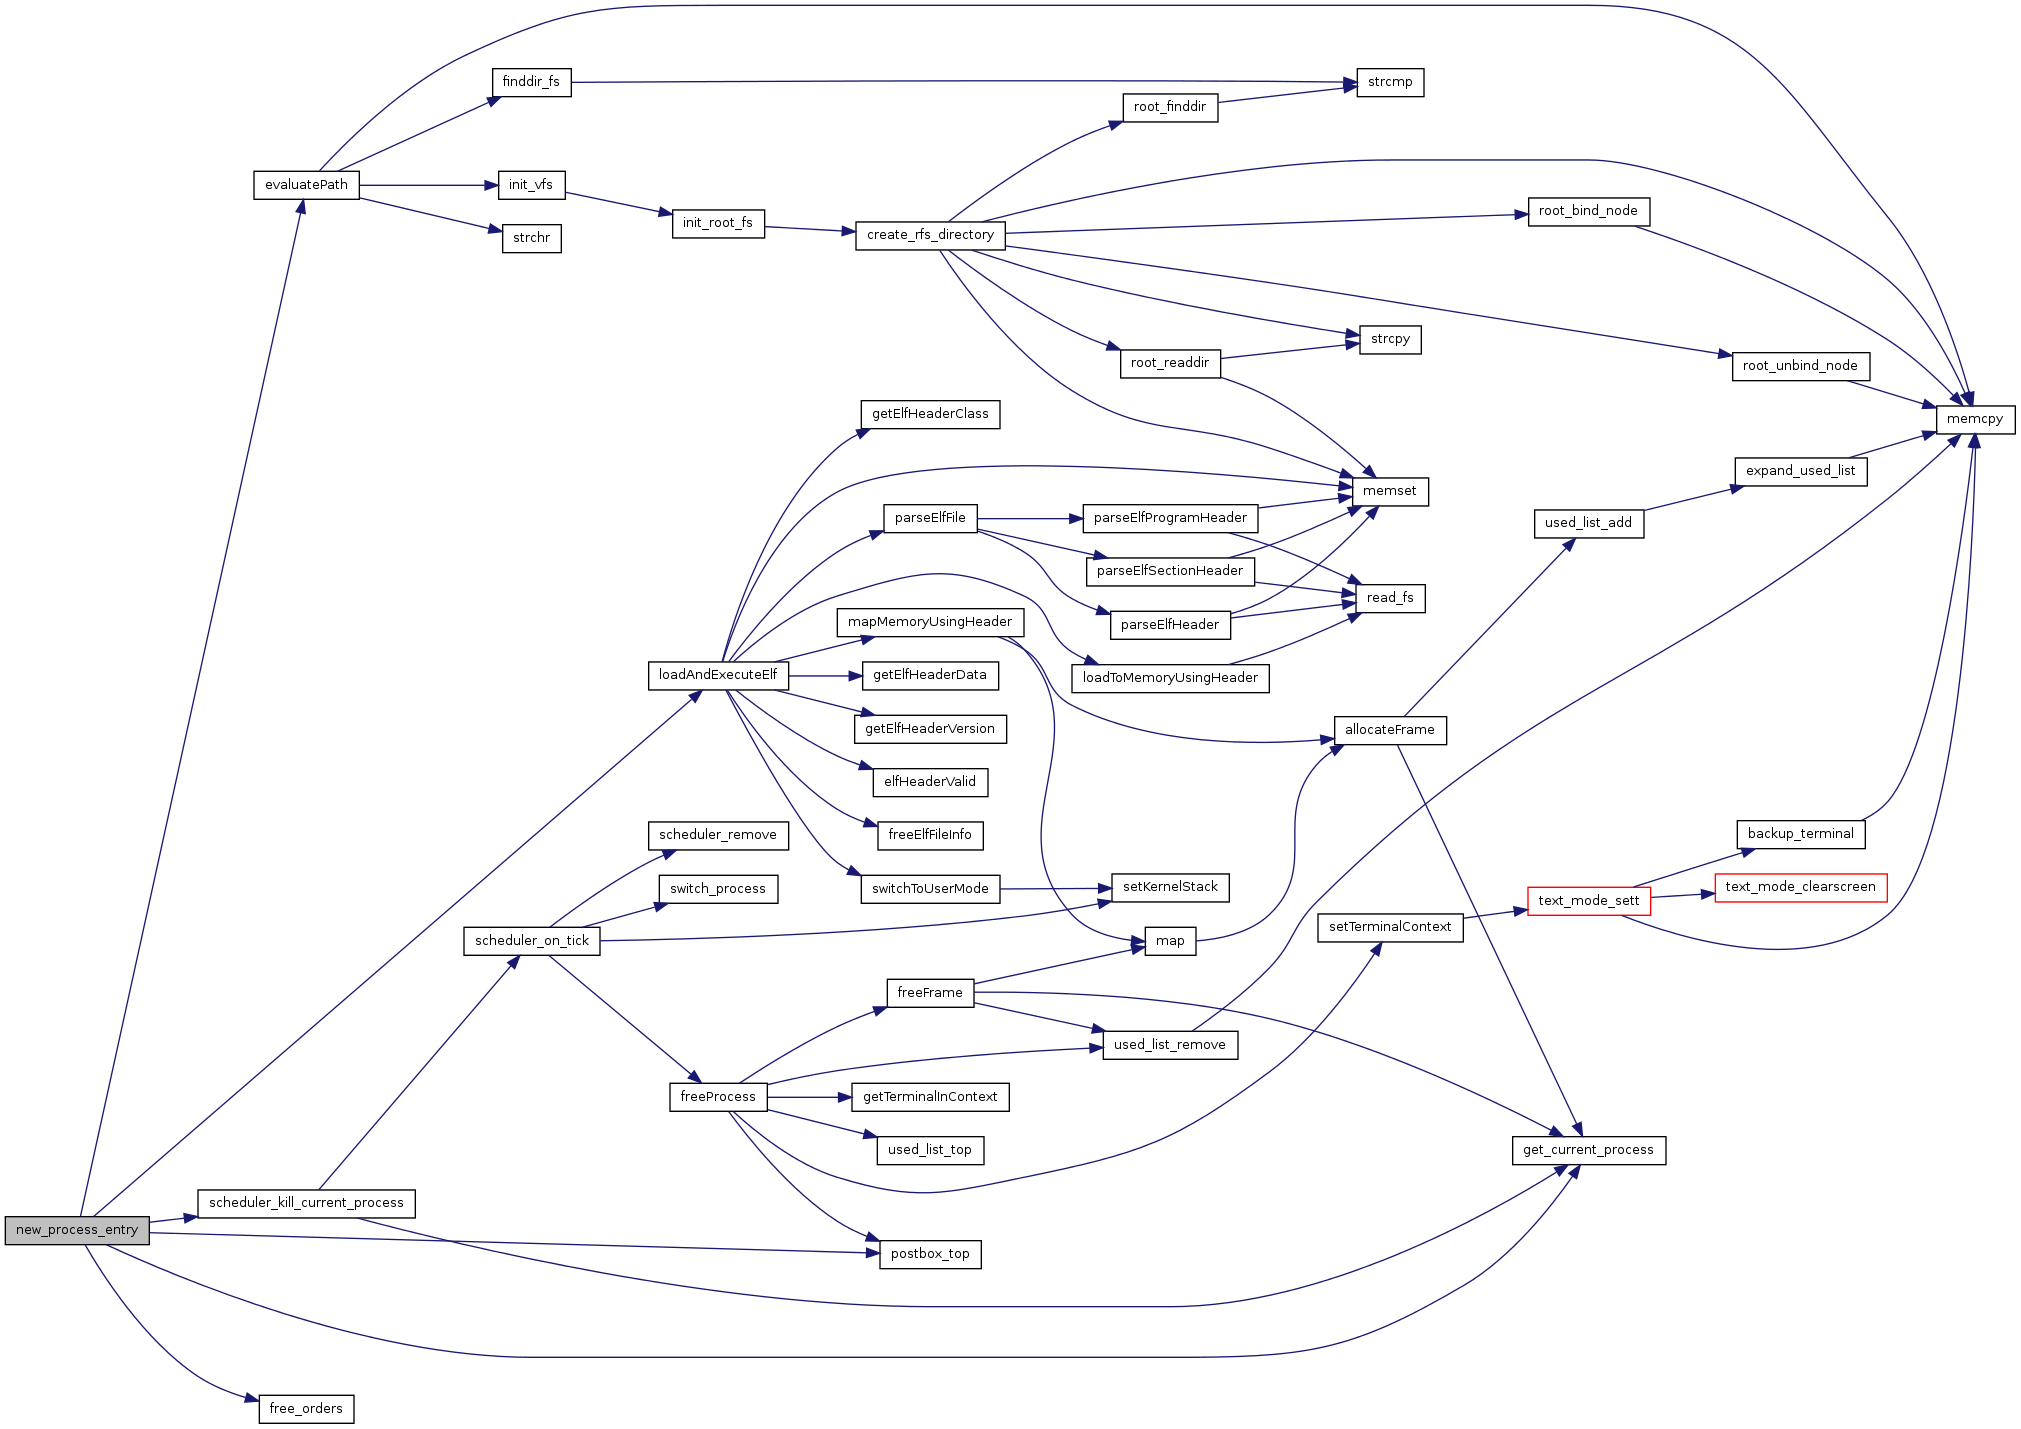 finddir_fs
strcmp
root_finddir
evaluatePath
init_vfs
root_bind_node
init_root_fs
strchr
create_rfs_directory
strcpy
root_readdir
root_unbind_node
getElfHeaderClass
memcpy
expand_used_list
memset
parseElfFile
parseElfProgramHeader
used_list_add
parseElfSectionHeader
read_fs
mapMemoryUsingHeader
parseElfHeader
loadAndExecuteElf
getElfHeaderData
loadToMemoryUsingHeader
getElfHeaderVersion
allocateFrame
elfHeaderValid
scheduler_remove
freeElfFileInfo
backup_terminal
switch_process
switchToUserMode
setKernelStack
text_mode_clearscreen
text_mode_sett
setTerminalContext
scheduler_on_tick
map
freeFrame
used_list_remove
freeProcess
getTerminalInContext
used_list_top
get_current_process
scheduler_kill_current_process
new_process_entry
postbox_top
free_orders